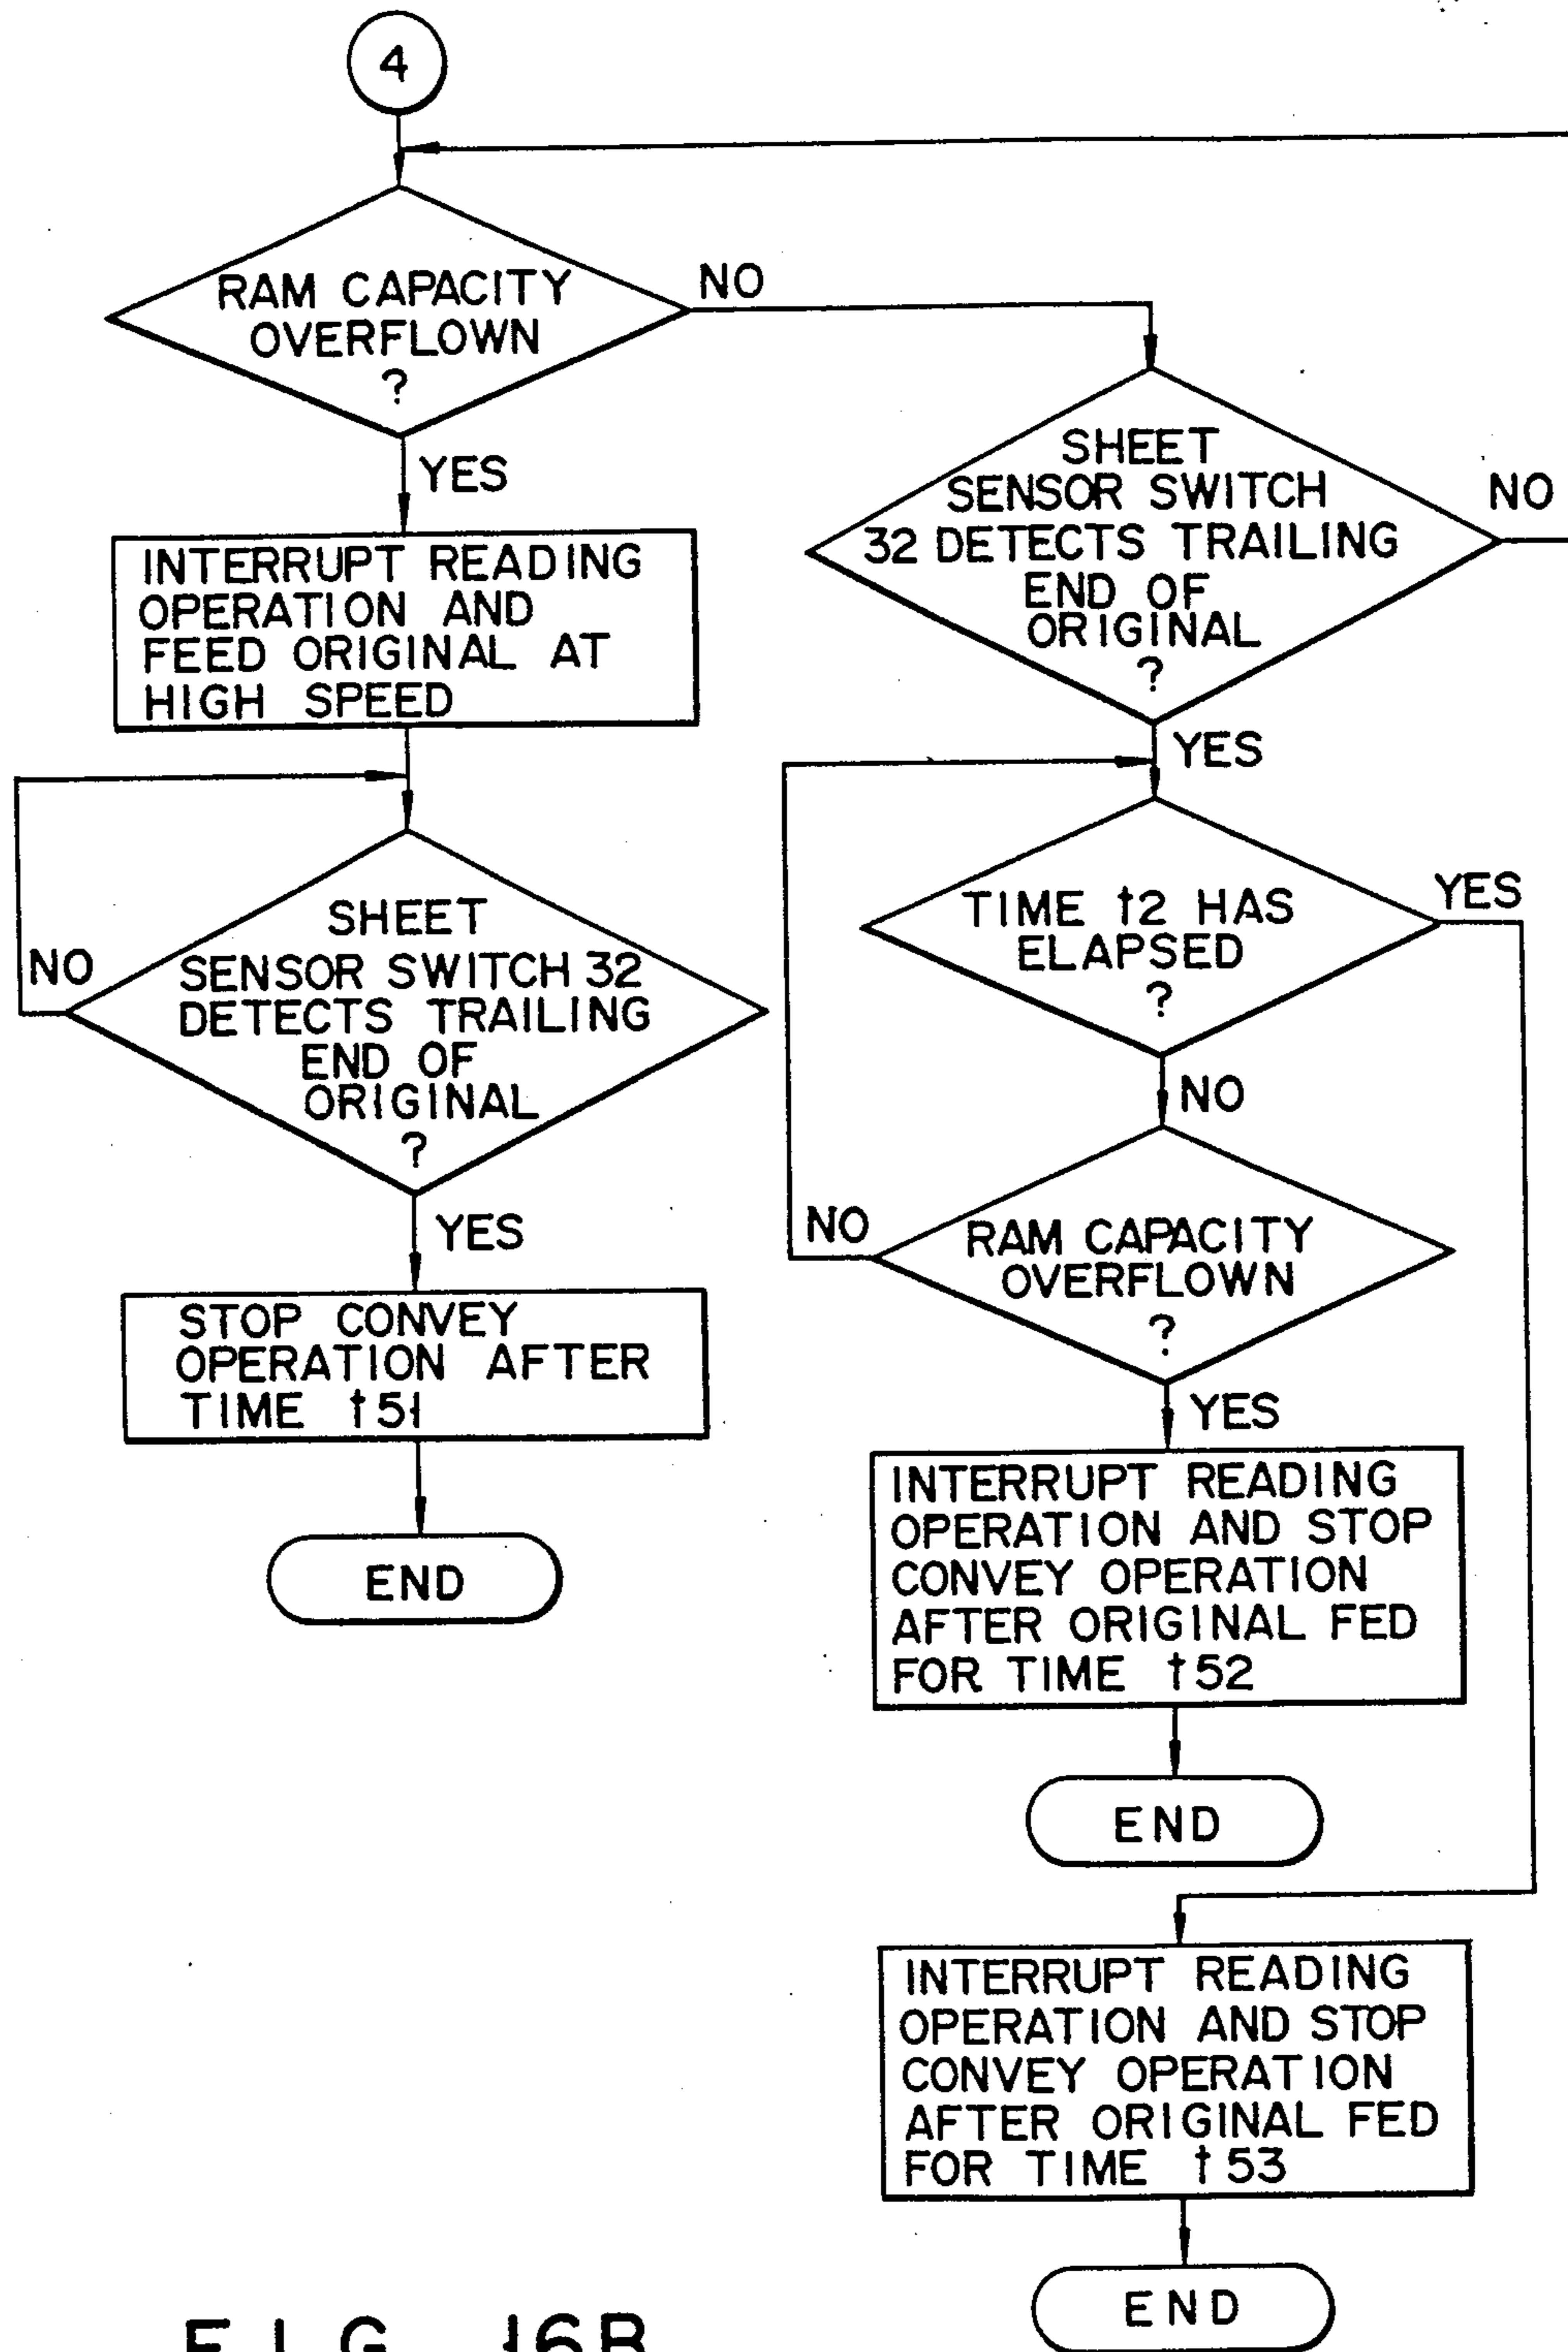 4
RAM CAPACITY
OVERFLOWN
?
NO
YES
INTERRUPT READING
OPERATION AND
FEED ORIGINAL AT
HIGH SPEED
SHEET
SENSOR SWITCH 32
DETECTS TRAILING
END OF
ORIGINAL
?
NO
YES
STOP CONVEY
OPERATION AFTER
TIME t51
END
SHEET
SENSOR SWITCH
32 DETECTS TRAILING
END OF
ORIGINAL
?
NO
YES
TIME t2 HAS
ELAPSED
?
YES
NO
RAM CAPACITY
OVERFLOWN
?
NO
YES
INTERRUPT READING
OPERATION AND STOP
CONVEY OPERATION
AFTER ORIGINAL FED
FOR TIME t52
END
INTERRUPT READING
OPERATION AND STOP
CONVEY OPERATION
AFTER ORIGINAL FED
FOR TIME t53
END
FIG. 16B